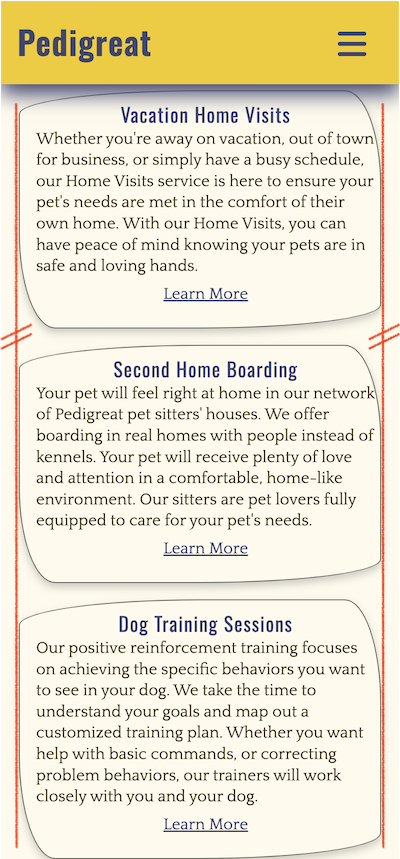 Pedigreat
Vacation Home Visits
Whether you're away on vacation, out of town
for business, or simply have a busy schedule,
our Home Visits service is here to ensure your
pet's needs are met in the comfort of their
own home. With our Home Visits, you can
have peace of mind knowing your pets are in
safe and loving hands.
Learn More
Second Home Boarding
Your pet will feel right at home in our network
of Pedigreat pet sitters' houses. We offer
boarding in real homes with people instead of
kennels. Your pet will receive plenty of love
and attention in a comfortable, home-like
environment. Our sitters are pet lovers fully
equipped to care for your pet's needs.
Learn More
Dog Training Sessions
Our positive reinforcement training focuses
on achieving the specific behaviors you want
to see in your dog. We take the time to
understand your goals and map out a
customized training plan. Whether you want
help with basic commands, or correcting
problem behaviors, our trainers will work
closely with you and your dog.
Learn More